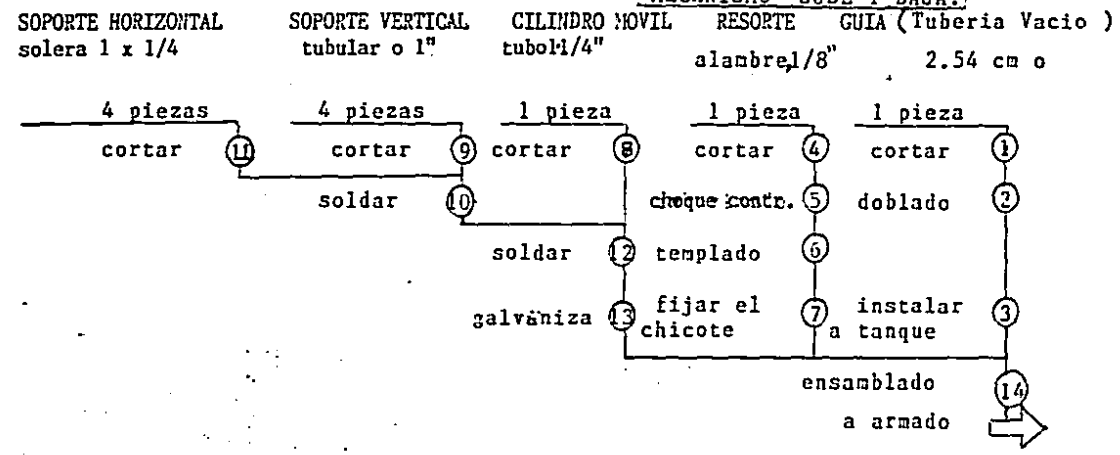 MECANISMO SUBE Y BAJA.
SOPORTE HORIZONTAL SOPORTE VERTICAL CILINDRO MOVIL RESORTE GUIA (Tuberia Vacio )
solera 1 x 1/4 tubular o 1" tubo 1 1/4" alambre 1/8" 2.54 cm o
4 piezas 4 piezas 1 pieza 1 pieza 1 pieza
cortar 11 cortar 9 cortar 8 cortar 4 cortar 1
soldar 10 choque contr. 5 doblado 2
soldar 12 templado 6
galvaniza 13 fijar el chicote 7 instalar a tanque 3
ensamblado 14
a armado